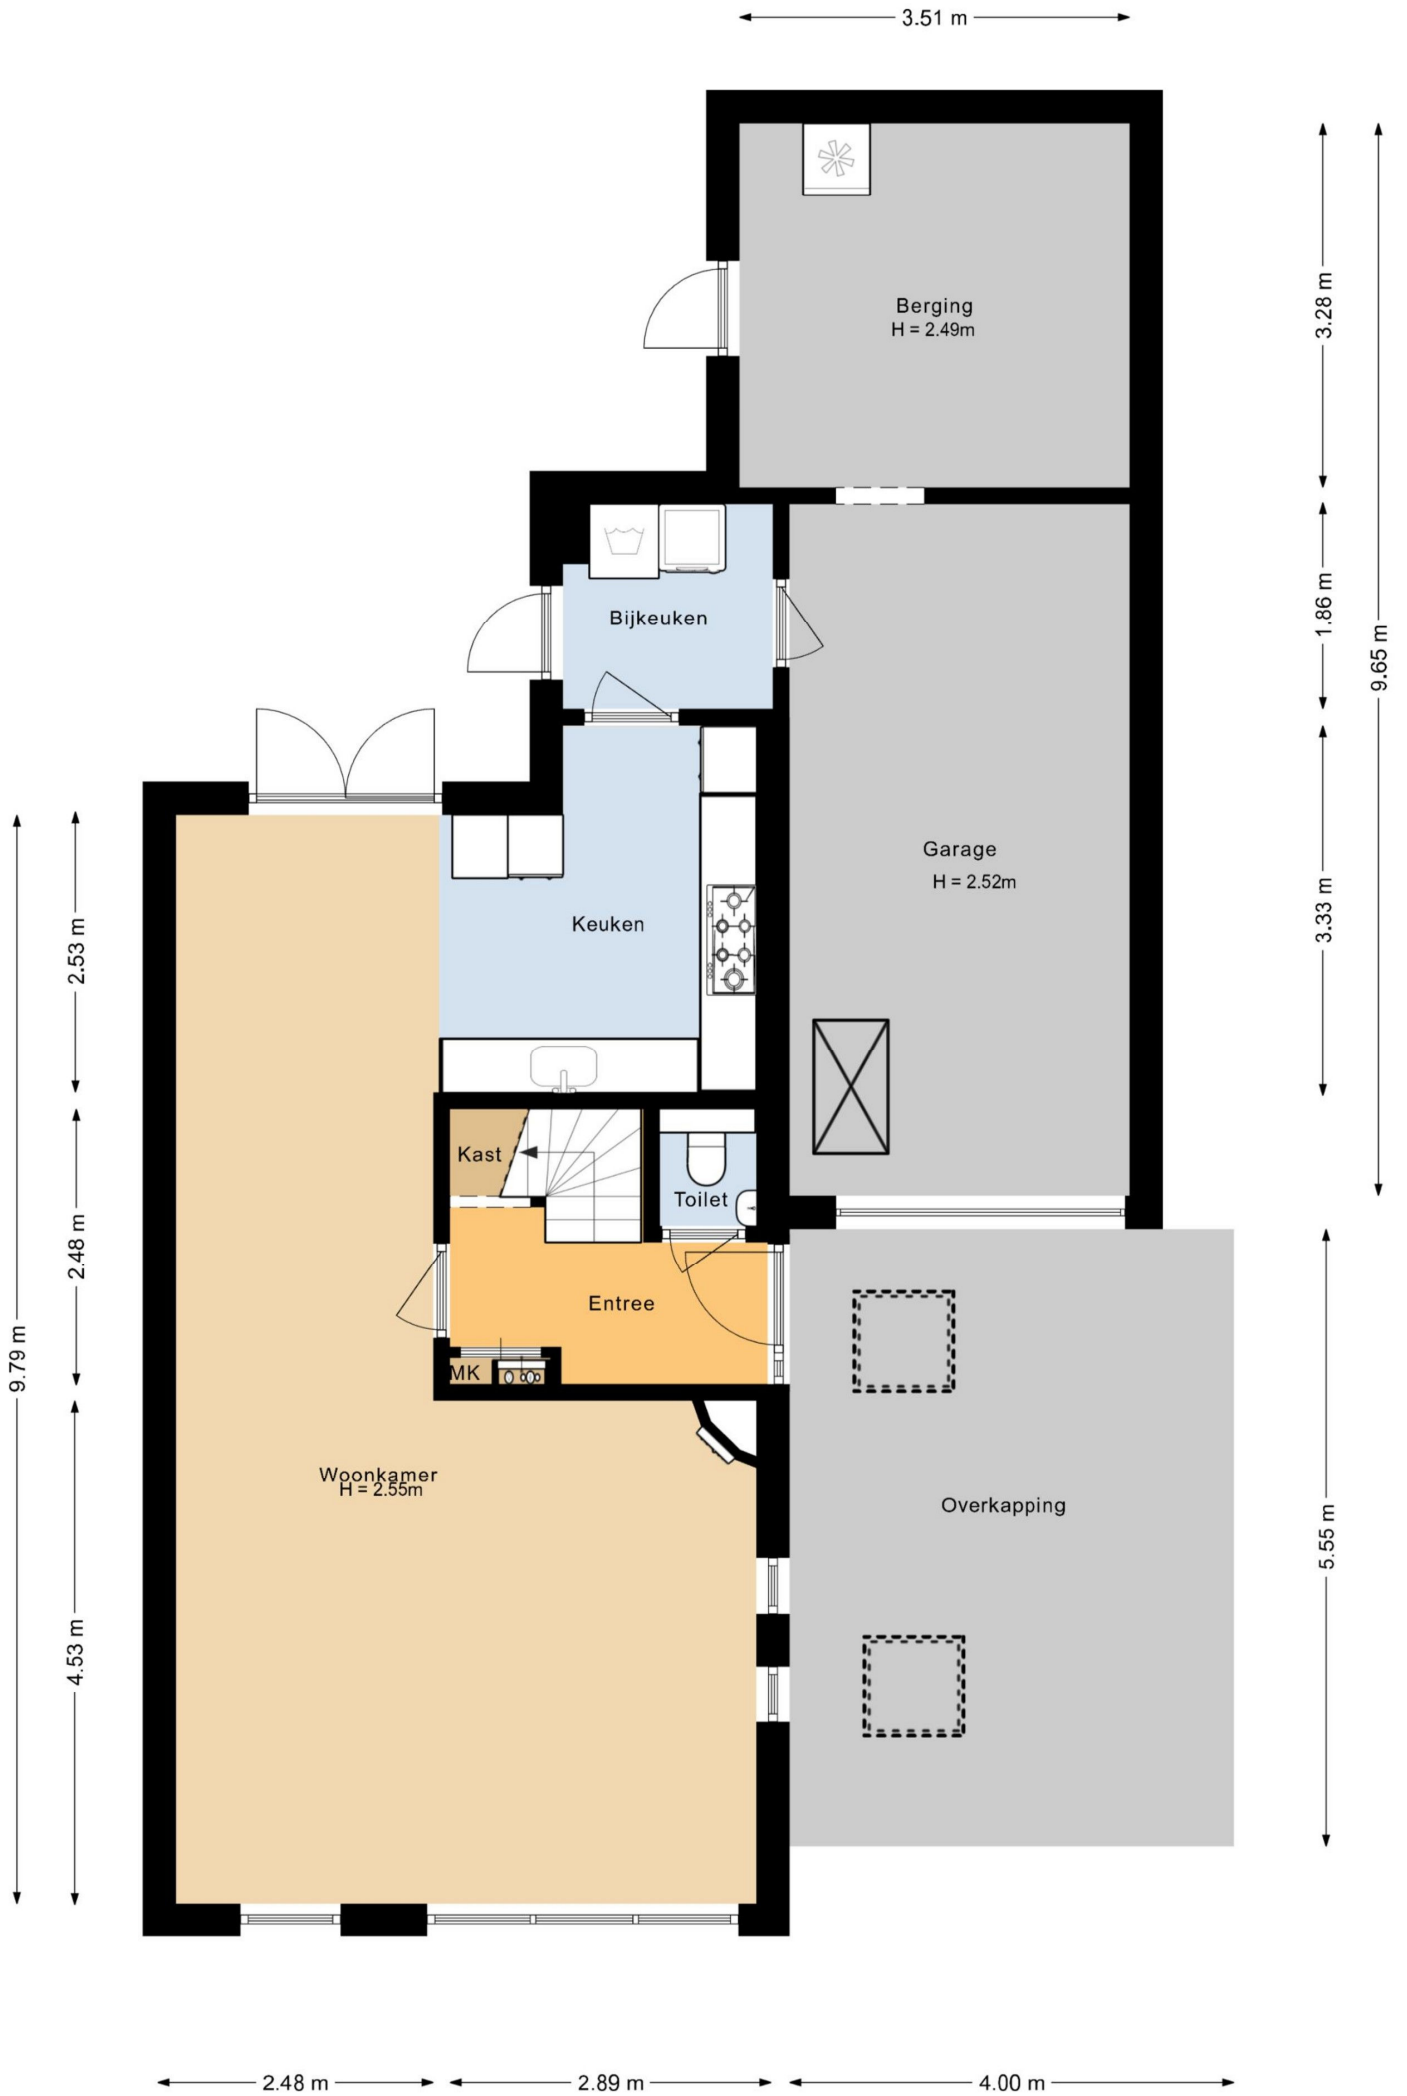 3.51 m
Berging
H = 2.49m
3.28 m
Bijkeuken
1.86 m
9.65 m
Garage
H = 2.52m
3.33 m
Keuken
2.53 m
Kast
Toilet
2.48 m
Entree
9.79 m
MK
Woonkamer
H = 2.55m
Overkapping
5.55 m
4.53 m
2.48 m
2.89 m
4.00 m